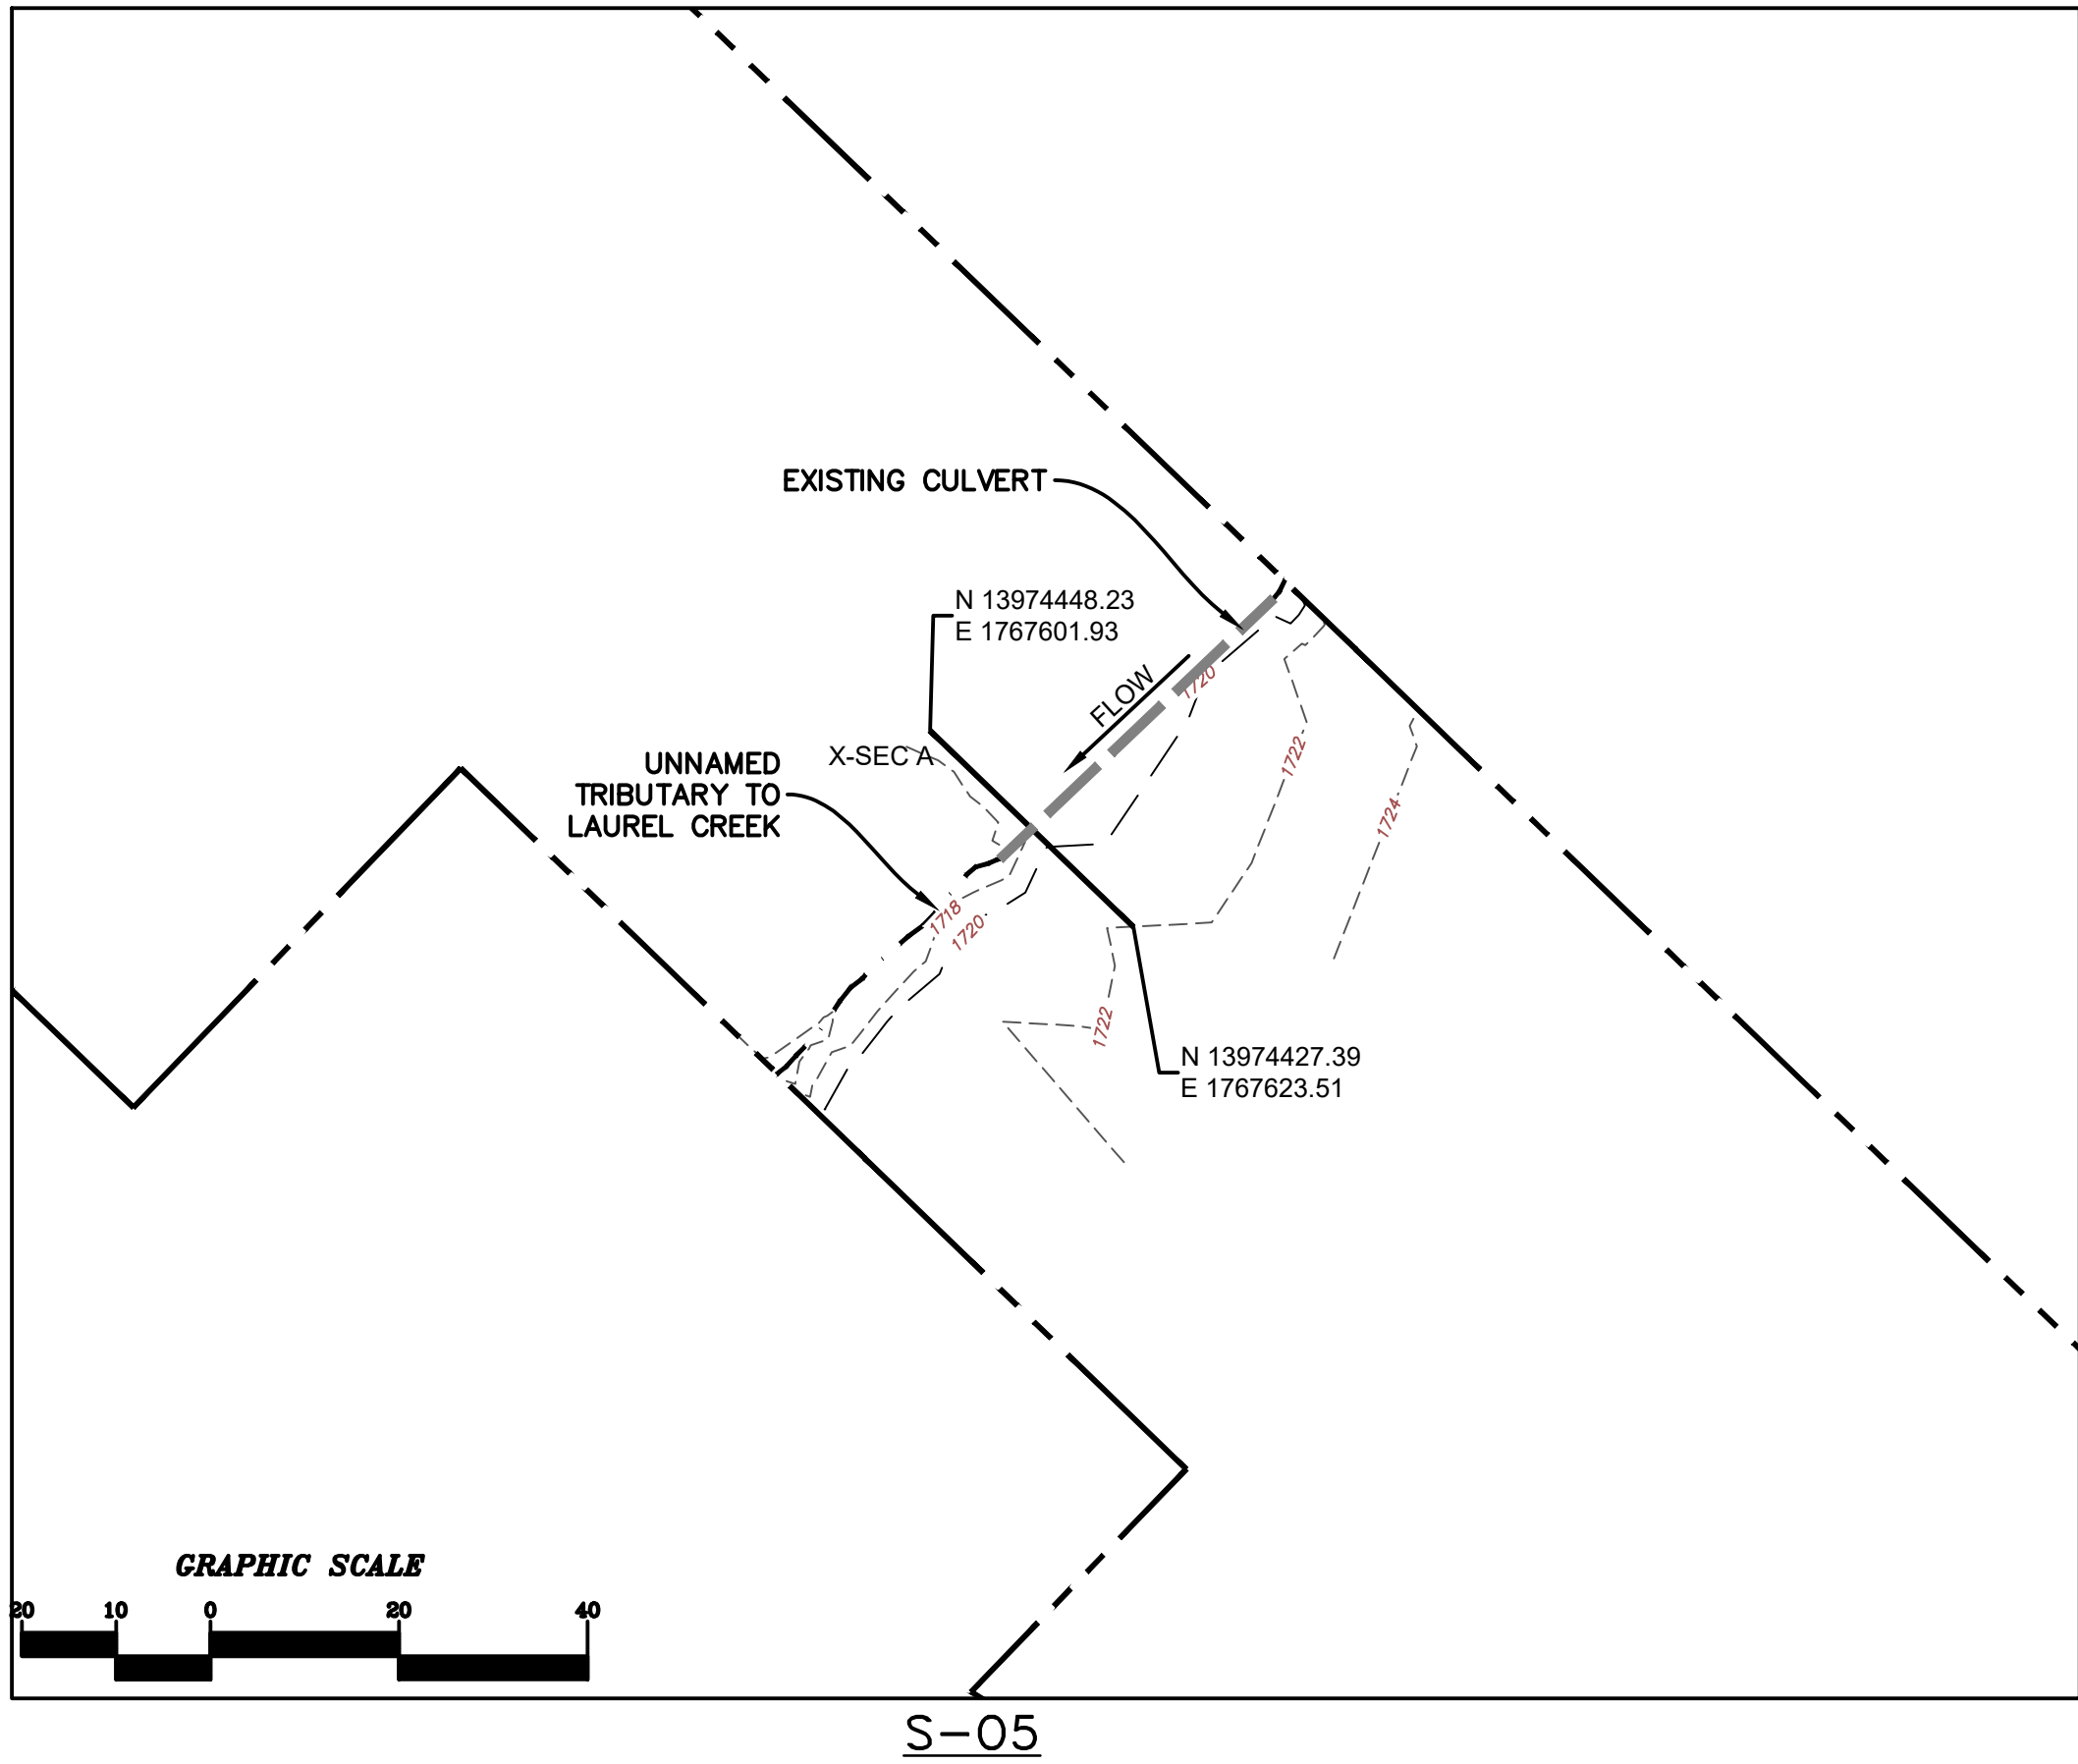 EXISTING CULVERT
N 13974448.23
E 1767601.93
FLOW
1720
X-SEC A
UNNAMED
TRIBUTARY TO
LAUREL CREEK
1722
1724
1718
1720
1722
N 13974427.39
E 1767623.51
GRAPHIC SCALE
20 10 0 20 40
S-05